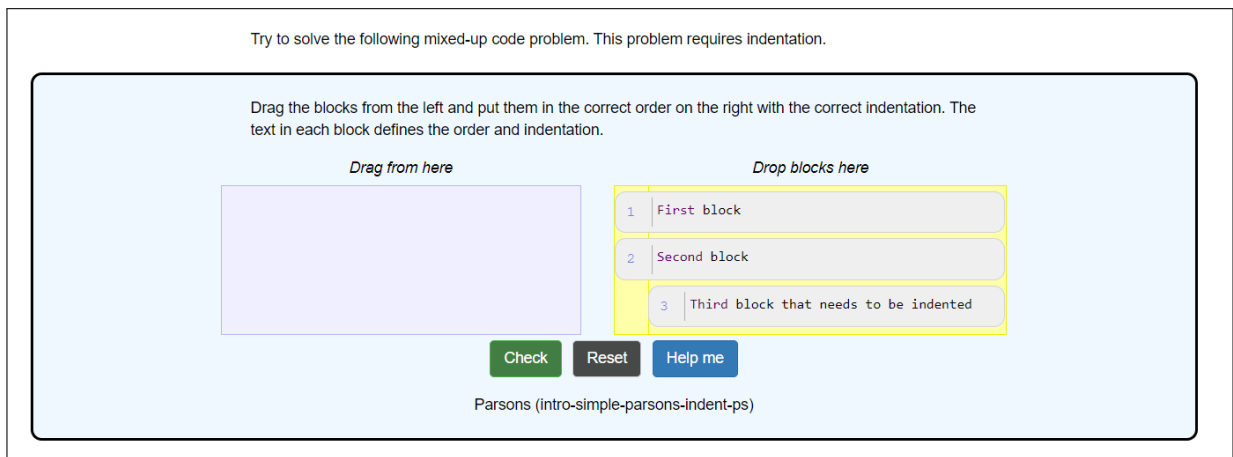 Try to solve the following mixed-up code problem. This problem requires indentation.
Drag the blocks from the left and put them in the correct order on the right with the correct indentation. The
text in each block defines the order and indentation.
Drag from here
Drop blocks here
1 First block
2 Second block
3 Third block that needs to be indented
Check Reset Help me
Parsons (intro-simple-parsons-indent-ps)